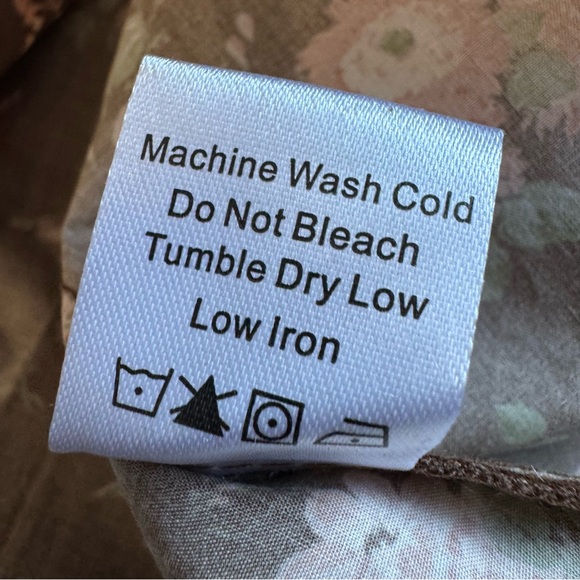 Machine Wash Cold
Do Not Bleach
Tumble Dry Low
Low Iron